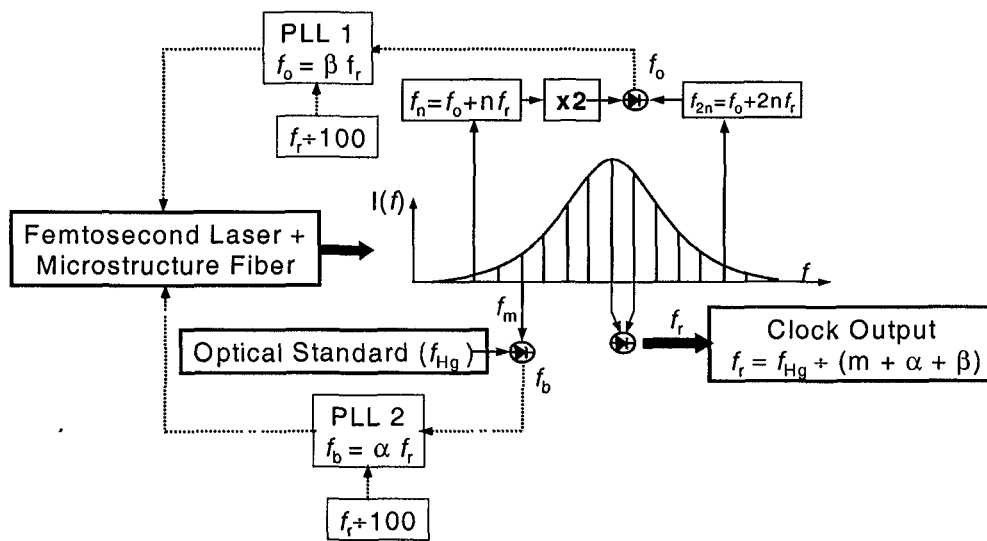 PLL 1
f_o = β f_r
f_r÷100
f_o
f_n=f_o+nf_r
x2
f_2n=f_o+2nf_r
I(f)
f
Femtosecond Laser +
Microstructure Fiber
f_m
f_r
Optical Standard (f_Hg)
f_b
Clock Output
f_r = f_Hg ÷ (m + α + β)
PLL 2
f_b = α f_r
f_r÷100